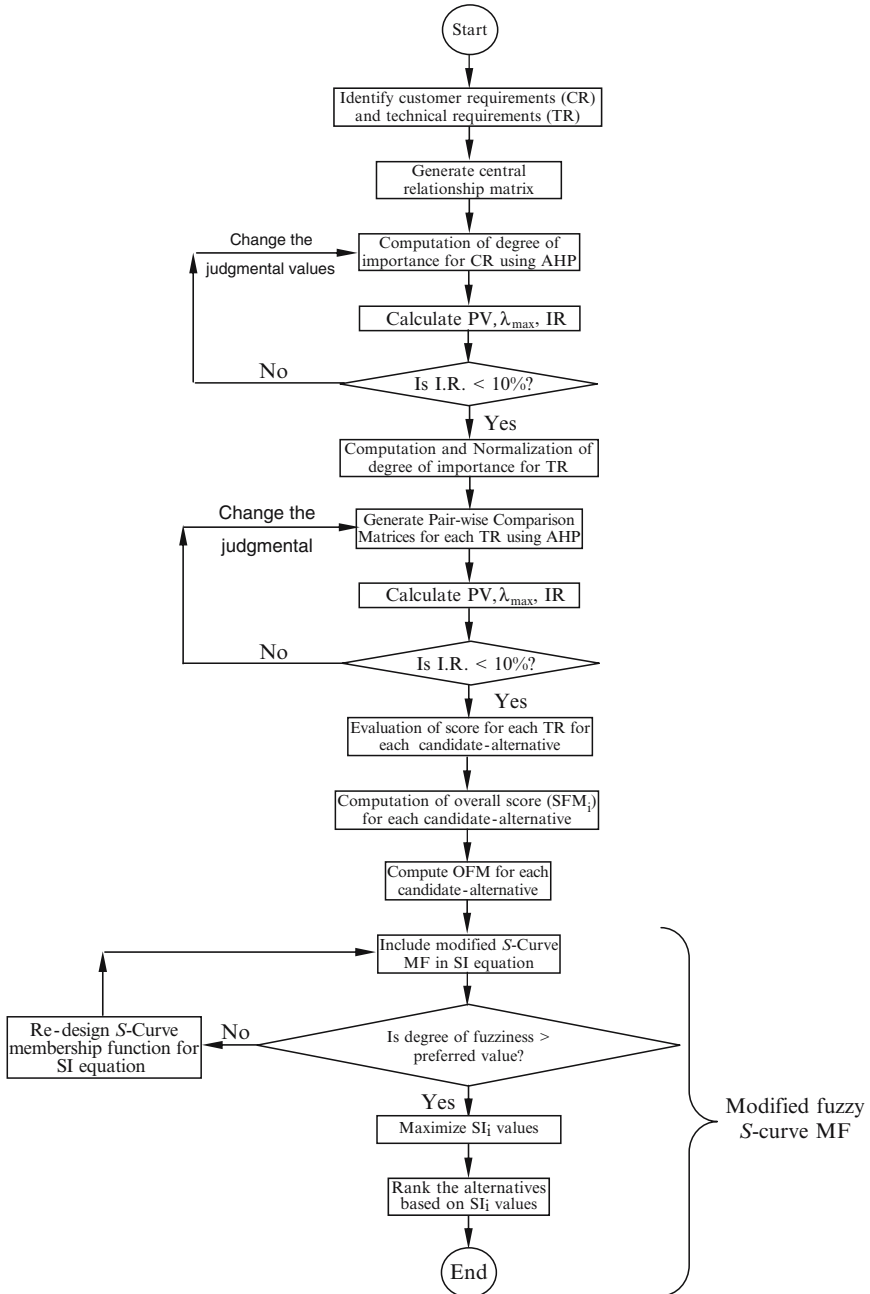 Start
Identify customer requirements (CR)
and technical requirements (TR)
Generate central
relationship matrix
Change the
judgmental values
Computation of degree of
importance for CR using AHP
Calculate PV, λmax, IR
No
Is I.R. < 10%?
Yes
Computation and Normalization of
degree of importance for TR
Change the
judgmental
Generate Pair-wise Comparison
Matrices for each TR using AHP
Calculate PV, λmax, IR
No
Is I.R. < 10%?
Yes
Evaluation of score for each TR for
each candidate-alternative
Computation of overall score (SFMi)
for each candidate-alternative
Compute OFM for each
candidate-alternative
Include modified S-Curve
MF in SI equation
Re-design S-Curve
membership function for
SI equation
No
Is degree of fuzziness >
preferred value?
Yes
Maximize SIi values
Rank the alternatives
based on SIi values
End
Modified fuzzy
S-curve MF